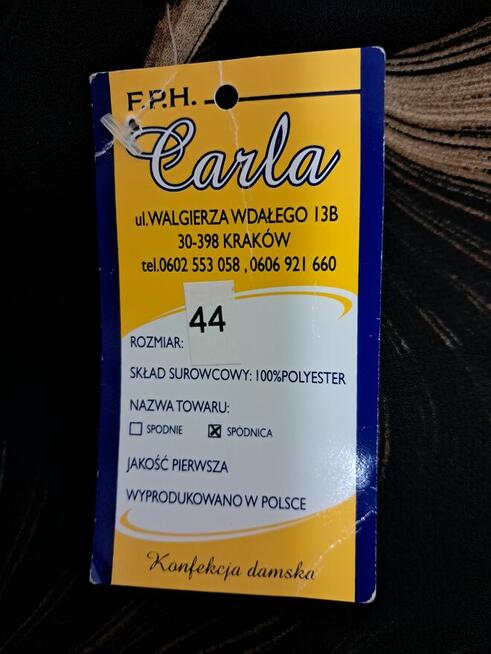 F.P.H.
Carla
ul.WALGIERZA WDAŁEGO 13B
30-398 KRAKÓW
tel.0602 553 058 , 0606 921 660
ROZMIAR: 44
SKŁAD SUROWCOWY: 100%POLYESTER
NAZWA TOWARU:
SPODNIE SPÓDNICA
JAKOŚĆ PIERWSZA
WYPRODUKOWANO W POLSCE
Konfekcja damska